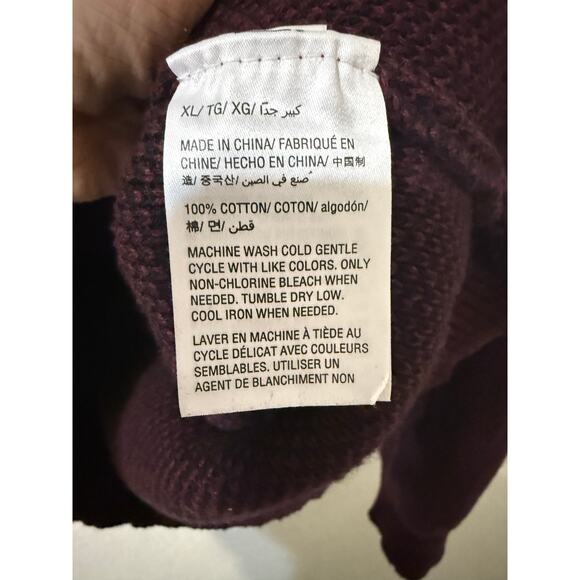 XL/ TG/ XG/ كبير جدًا
MADE IN CHINA/ FABRIQUÉ EN
CHINE/ HECHO EN CHINA/ 中国制
造/ 중국산/ صنع في الصين/
100% COTTON/ COTON/ algodón/
棉/ 면/ قطن
MACHINE WASH COLD GENTLE
CYCLE WITH LIKE COLORS. ONLY
NON-CHLORINE BLEACH WHEN
NEEDED. TUMBLE DRY LOW.
COOL IRON WHEN NEEDED.
LAVER EN MACHINE À TIÈDE AU
CYCLE DÉLICAT AVEC COULEURS
SEMBLABLES. UTILISER UN
AGENT DE BLANCHIMENT NON